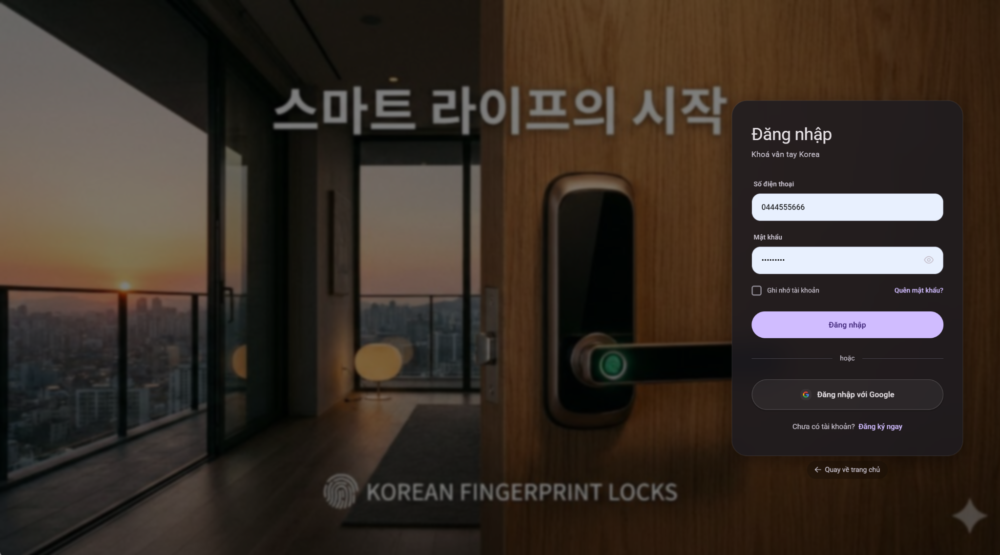 스마트 라이프의 시작
KOREAN FINGERPRINT LOCKS
Đăng nhập
Khoá vân tay Korea
Số điện thoại
0444555666
Mật khẩu
•••••••••
Ghi nhớ tài khoản
Quên mật khẩu?
Đăng nhập
hoặc
Đăng nhập với Google
Chưa có tài khoản? Đăng ký ngay
← Quay về trang chủ